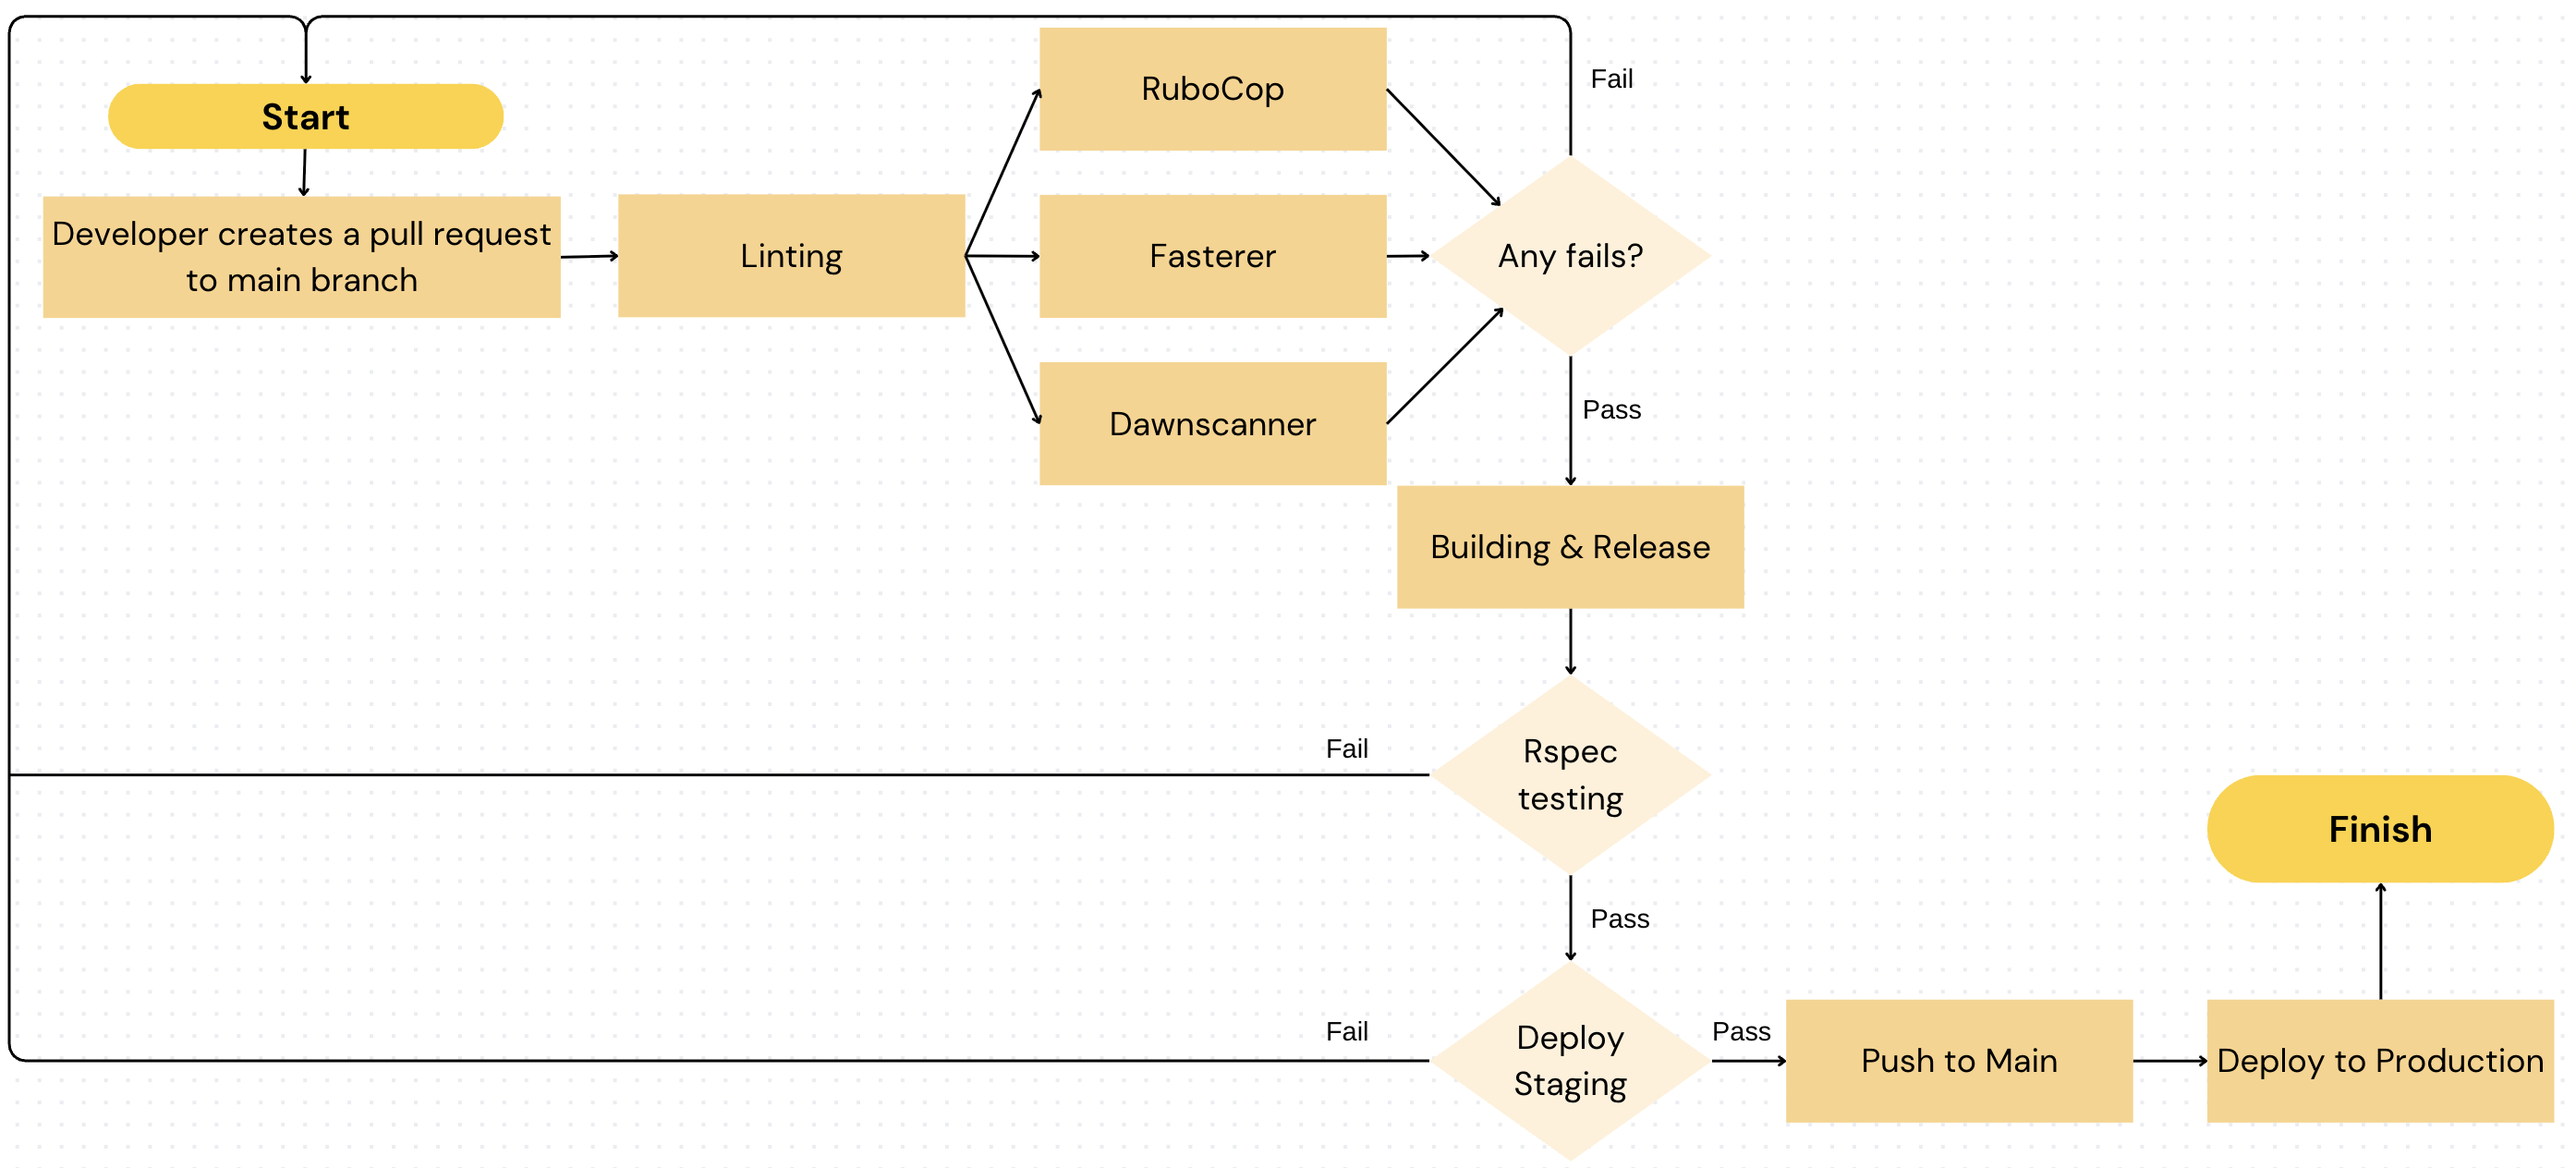 Start
Developer creates a pull request
to main branch
Linting
RuboCop
Fasterer
Dawnscanner
Any fails?
Fail
Pass
Building & Release
Rspec
testing
Fail
Pass
Deploy
Staging
Fail
Pass
Push to Main
Deploy to Production
Finish